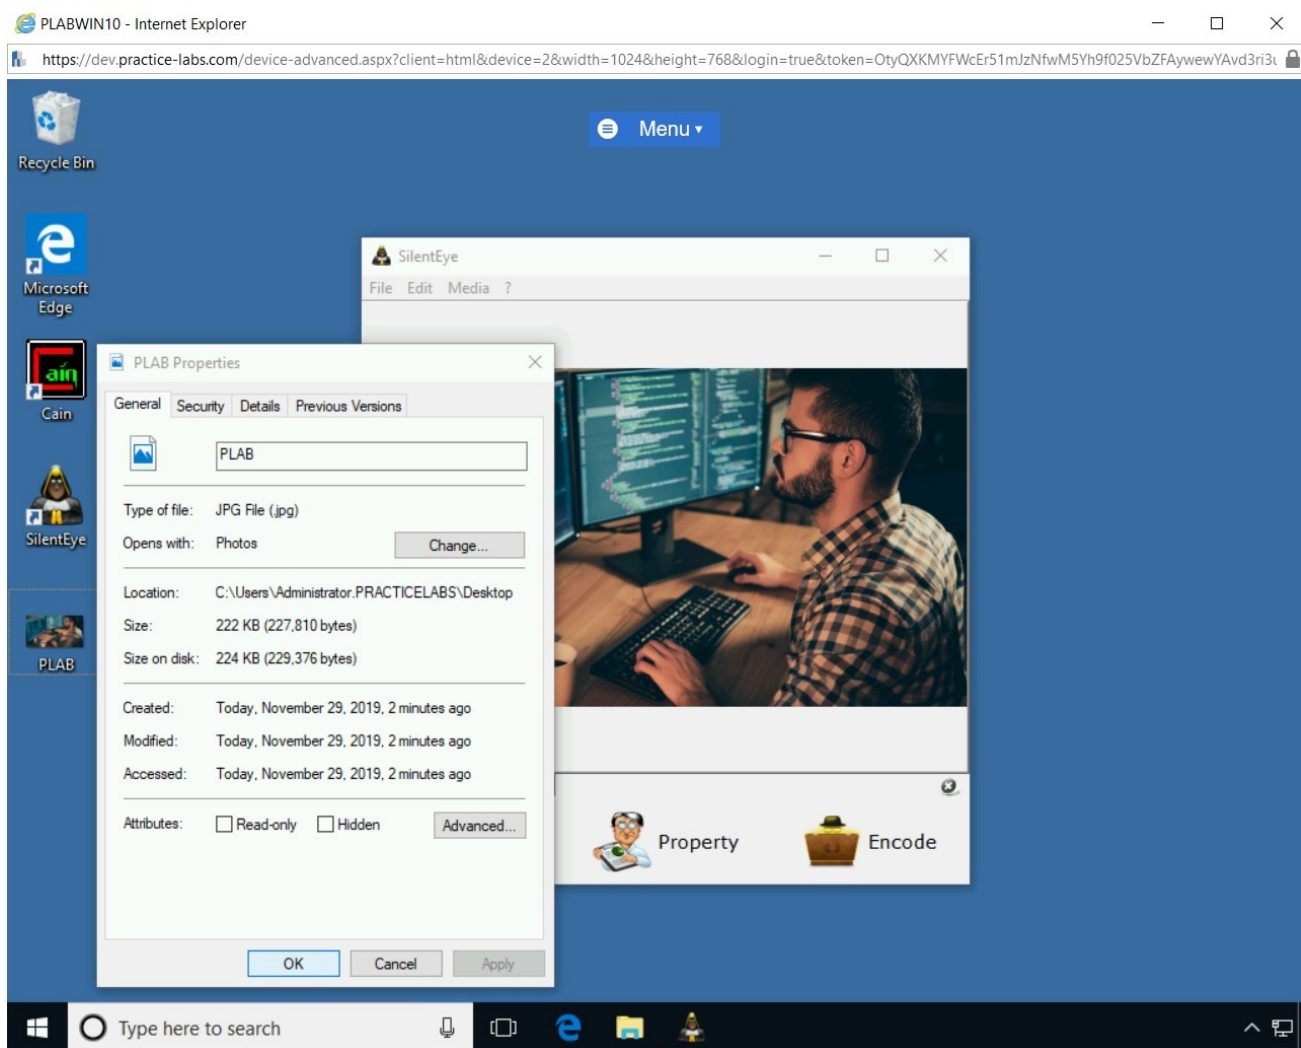 PLABWIN10 - Internet Explorer
https://dev.practice-labs.com/device-advanced.aspx?client=html&device=2&width=1024&height=768&login=true&token=OtyQXKMYFWcEr51mJzNfwM5Yh9f025VbZFAywewYAvd3ri3u
Menu
Recycle Bin
Microsoft
Edge
Cain
SilentEye
PLAB
SilentEye
File Edit Media ?
PLAB Properties
General Security Details Previous Versions
PLAB
Type of file: JPG File (.jpg)
Opens with: Photos Change...
Location: C:\Users\Administrator.PRACTICELABS\Desktop
Size: 222 KB (227,810 bytes)
Size on disk: 224 KB (229,376 bytes)
Created: Today, November 29, 2019, 2 minutes ago
Modified: Today, November 29, 2019, 2 minutes ago
Accessed: Today, November 29, 2019, 2 minutes ago
Attributes: Read-only Hidden Advanced...
OK Cancel Apply
Property Encode
Type here to search